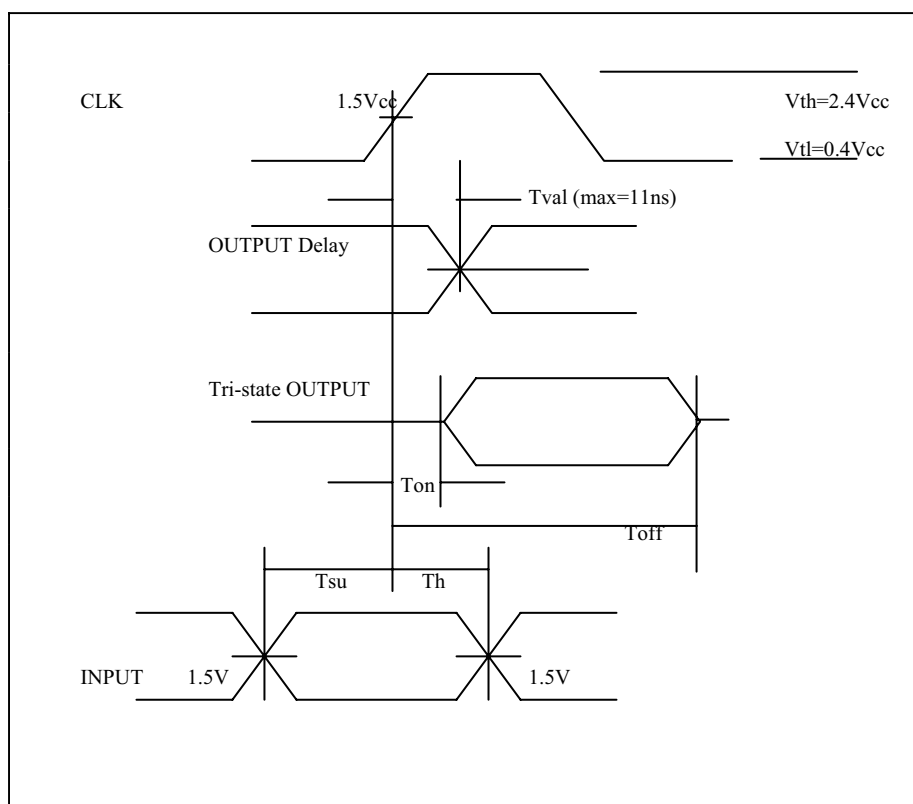 CLK
1.5Vcc
Vth=2.4Vcc
Vtl=0.4Vcc
Tval (max=11ns)
OUTPUT Delay
Tri-state OUTPUT
Ton
Toff
Tsu
Th
INPUT
1.5V
1.5V